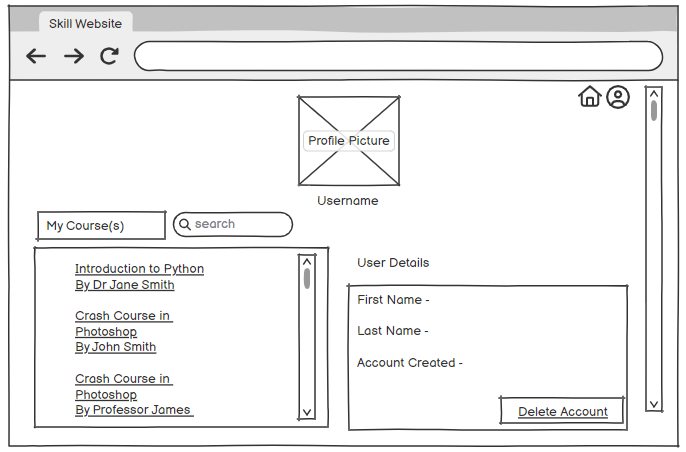 Skill Website
Profile Picture
Username
My Course(s)
search
Introduction to Python
By Dr Jane Smith
Crash Course in
Photoshop
By John Smith
Crash Course in
Photoshop
By Professor James
User Details
First Name -
Last Name -
Account Created -
Delete Account